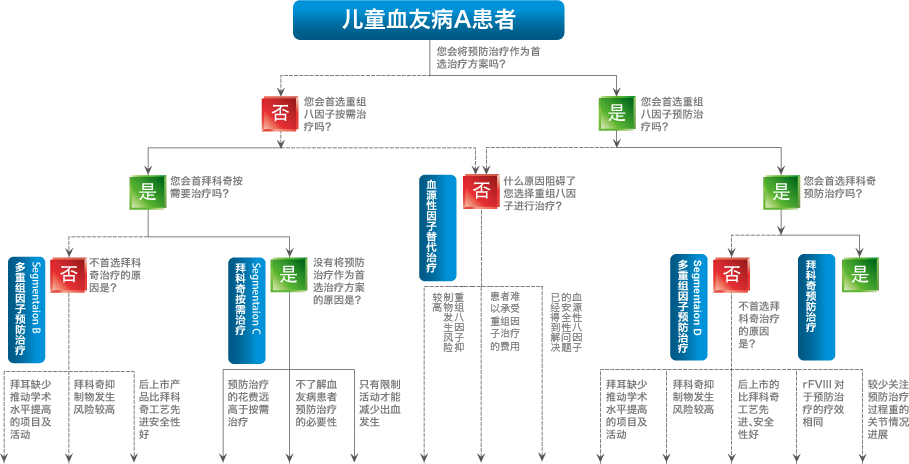 儿童血友病A患者
您会将预防治疗作为首
选治疗方案吗?
否
您会首选重组
八因子按需治
疗吗?
是
您会首选重组
八因子预防治
疗吗?
是
您会首拜科奇按
需要治疗吗?
血源性因子替代治疗
否
什么原因阻碍了
您选择重组八因
子进行治疗?
是
您会首选拜科奇
预防治疗吗?
Segmentaion B
多重组因子预防治疗
否
不首选拜科
奇治疗的原
因是?
Segmentaion C
拜科奇按需治疗
是
没有将预防
治疗作为首
选治疗方案
的原因是?
Segmentaion D
多重组因子预防治疗
否
不首选拜
科奇治疗
的原因
是?
拜科奇预防治疗
是
重组八因子抑
制物发生风险
较高
患者难
以承受
重组因
子治疗
的费用
血源性八因子
的安全性问题
已经得到解决
拜耳缺少
推动学术
水平提高
的项目及
活动
拜科奇抑
制物发生
风险较高
后上市产
品比拜科
奇工艺先
进安全性
好
预防治疗
的花费远
高于按需
治疗
不了解血
友病患者
预防治疗
的必要性
只有限制
活动才能
减少出血
发生
拜耳缺少
推动学术
水平提高
的项目及
活动
拜科奇抑
制物发生
风险较高
后上市的
比拜科奇
工艺先
进、安全
性好
rFVIII 对
于预防治
疗的疗效
相同
较少关注
预防治疗
过程重的
关节情况
进展